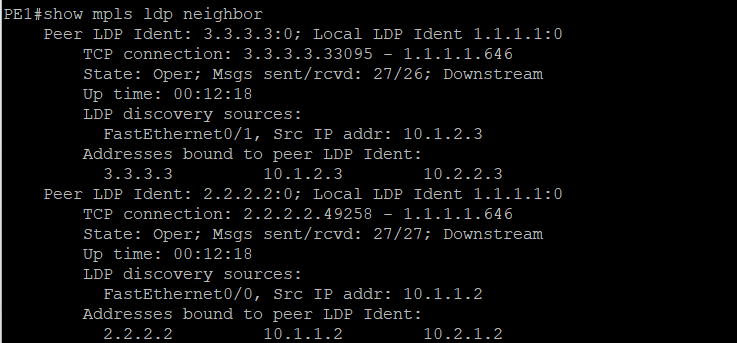 PE1#show mpls ldp neighbor
Peer LDP Ident: 3.3.3.3:0; Local LDP Ident 1.1.1.1:0
TCP connection: 3.3.3.3.33095 - 1.1.1.1.646
State: Oper; Msgs sent/rcvd: 27/26; Downstream
Up time: 00:12:18
LDP discovery sources:
FastEthernet0/1, Src IP addr: 10.1.2.3
Addresses bound to peer LDP Ident:
3.3.3.3 10.1.2.3 10.2.2.3
Peer LDP Ident: 2.2.2.2:0; Local LDP Ident 1.1.1.1:0
TCP connection: 2.2.2.2.49258 - 1.1.1.1.646
State: Oper; Msgs sent/rcvd: 27/27; Downstream
Up time: 00:12:18
LDP discovery sources:
FastEthernet0/0, Src IP addr: 10.1.1.2
Addresses bound to peer LDP Ident:
2.2.2.2 10.1.1.2 10.2.1.2